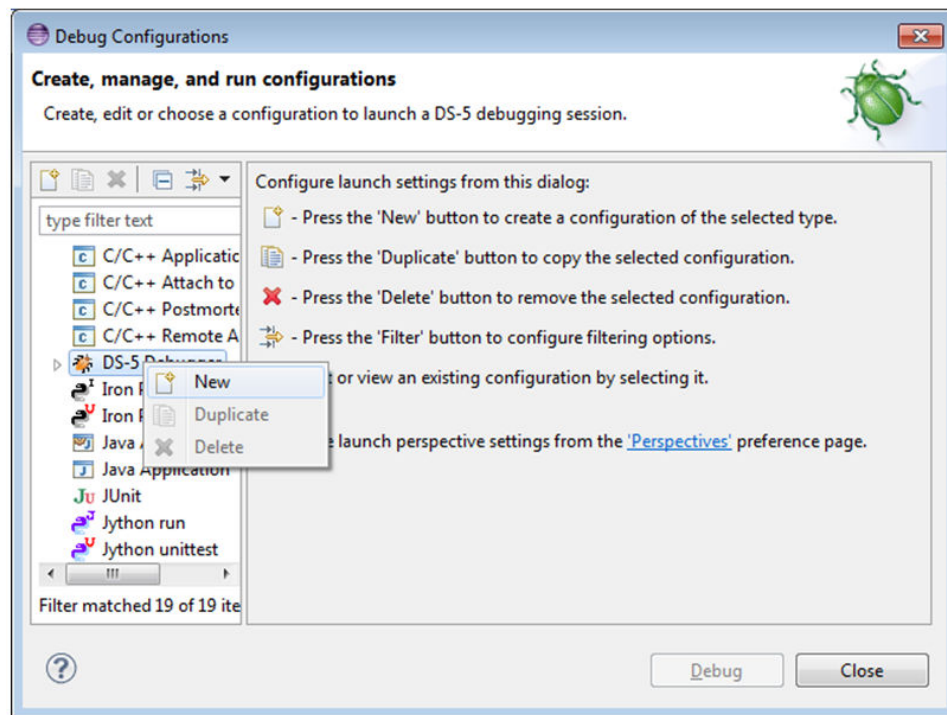 Debug Configurations
Create, manage, and run configurations
Create, edit or choose a configuration to launch a DS-5 debugging session.
type filter text
C/C++ Applicatic
C/C++ Attach to
C/C++ Postmorte
C/C++ Remote A
DS-5 Debugger
Iron
Iron
Java
Java Application
JUnit
Jython run
Jython unittest
Filter matched 19 of 19 ite
New
Duplicate
Delete
Configure launch settings from this dialog:
- Press the 'New' button to create a configuration of the selected type.
- Press the 'Duplicate' button to copy the selected configuration.
- Press the 'Delete' button to remove the selected configuration.
- Press the 'Filter' button to configure filtering options.
or view an existing configuration by selecting it.
launch perspective settings from the 'Perspectives' preference page.
Debug
Close